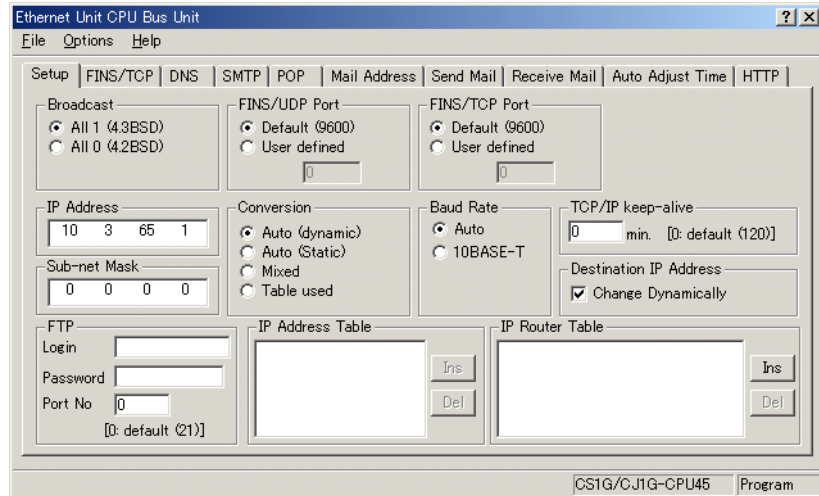 Ethernet Unit CPU Bus Unit
File Options Help
Setup FINS/TCP DNS SMTP POP Mail Address Send Mail Receive Mail Auto Adjust Time HTTP
Broadcast
All 1 (4.3BSD)
All 0 (4.2BSD)
FINS/UDP Port
Default (9600)
User defined
0
FINS/TCP Port
Default (9600)
User defined
0
IP Address
10 3 65 1
Sub-net Mask
0 0 0 0
Conversion
Auto (dynamic)
Auto (Static)
Mixed
Table used
Baud Rate
Auto
10BASE-T
TCP/IP keep-alive
0 min. [0: default (120)]
Destination IP Address
Change Dynamically
FTP
Login
Password
Port No 0
[0: default (21)]
IP Address Table
Ins
Del
IP Router Table
Ins
Del
CS1G/CJ1G-CPU45 Program